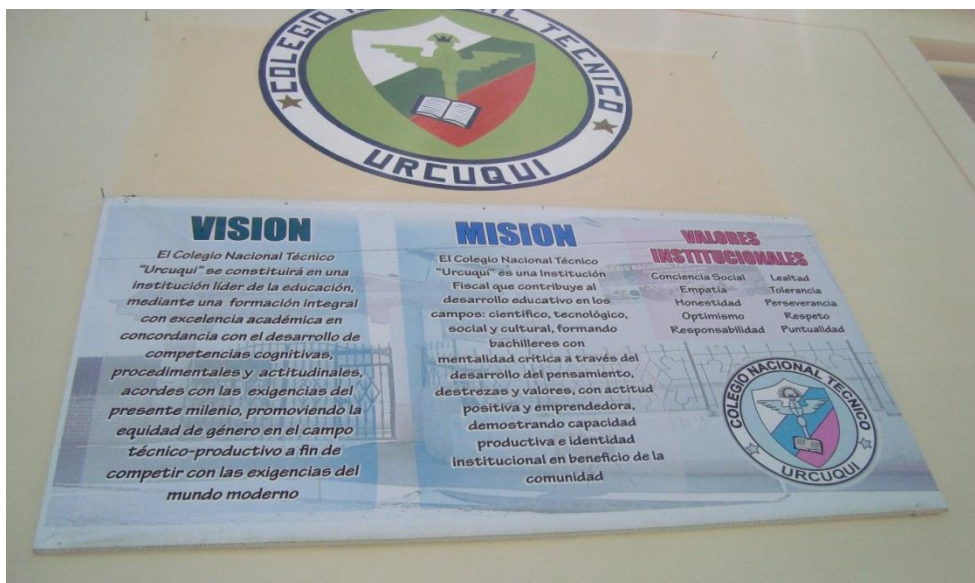 COLEGIO NACIONAL TECNICO
URCUQUI
VISION
El Colegio Nacional Técnico
"Urcuqui" se constituirá en una
institución líder de la educación,
mediante una formación integral
con excelencia académica en
concordancia con el desarrollo de
competencias cognitivas,
procedimentales y actitudinales,
acordes con las exigencias del
presente milenio, promoviendo la
equidad de género en el campo
técnico-productivo a fin de
competir con las exigencias del
mundo moderno
MISION
El Colegio Nacional Técnico
"Urcuqui" es una Institución
Fiscal que contribuye al
desarrollo educativo en los
campos: científico, tecnológico,
social y cultural, formando
bachilleres con
mentalidad critica a través del
desarrollo del pensamiento,
destrezas y valores, con actitud
positiva y emprendedora,
demostrando capacidad
productiva e identidad
institucional en beneficio de la
comunidad
VALORES
INSTITUCIONALES
Conciencia Social Lealtad
Empatía Tolerancia
Honestidad Perseverancia
Optimismo Respeto
Responsabilidad Puntualidad
COLEGIO NACIONAL TECNICO
URCUQUI